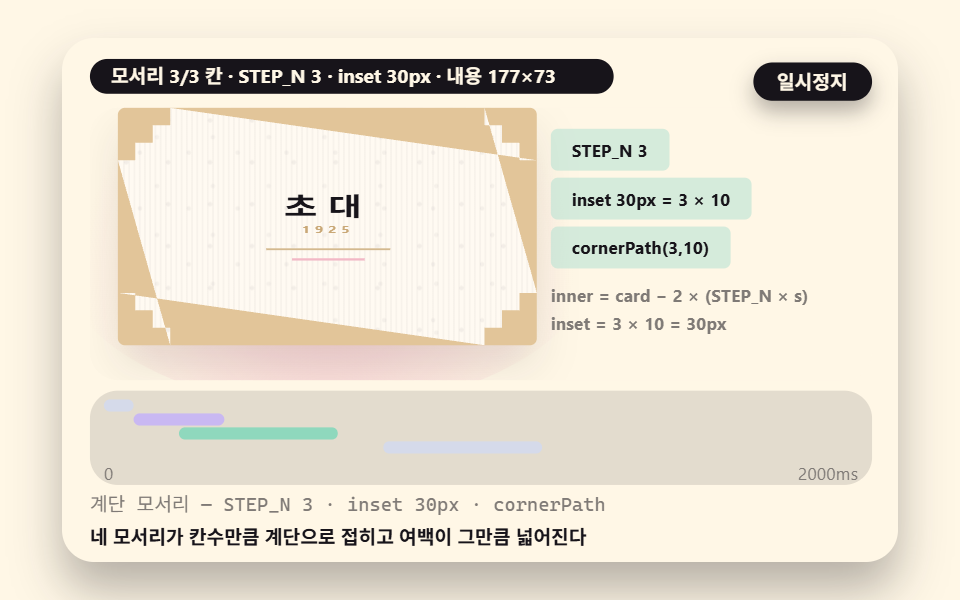 모서리 3/3 칸 · STEP_N 3 · inset 30px · 내용 177×73
일시정지
초 대
1925
STEP_N 3
inset 30px = 3 × 10
cornerPath(3,10)
inner = card − 2 × (STEP_N × s)
inset = 3 × 10 = 30px
0
2000ms
계단 모서리 — STEP_N 3 · inset 30px · cornerPath
네 모서리가 칸수만큼 계단으로 접히고 여백이 그만큼 넓어진다